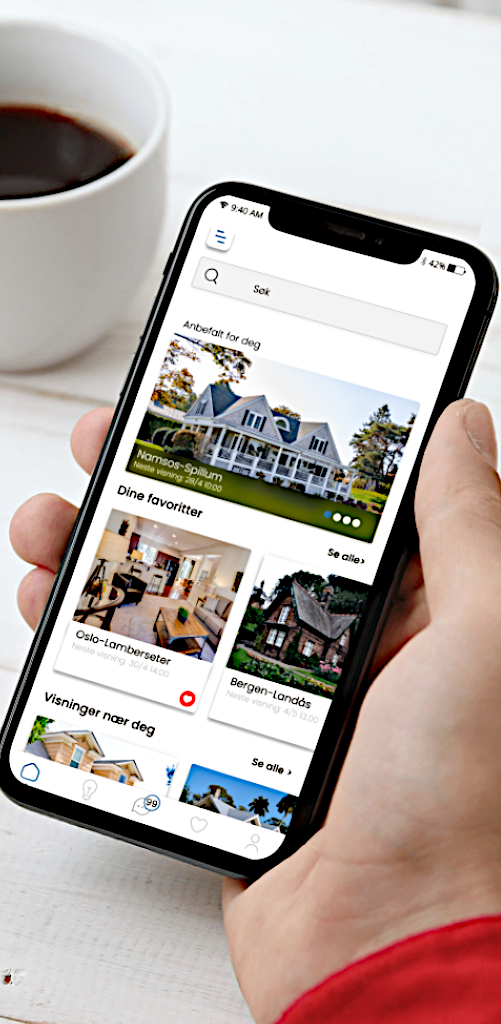 9:40 AM
42%
Søk
Anbefalt for deg
Namsos-Spillum
Neste visning: 28/4 10:00
Dine favoritter
Se alle ›
Oslo-Lamberseter
Neste visning: 30/4 14.00
Bergen-Landås
Neste visning: 4/5 13.00
Visninger nær deg
Se alle ›
99